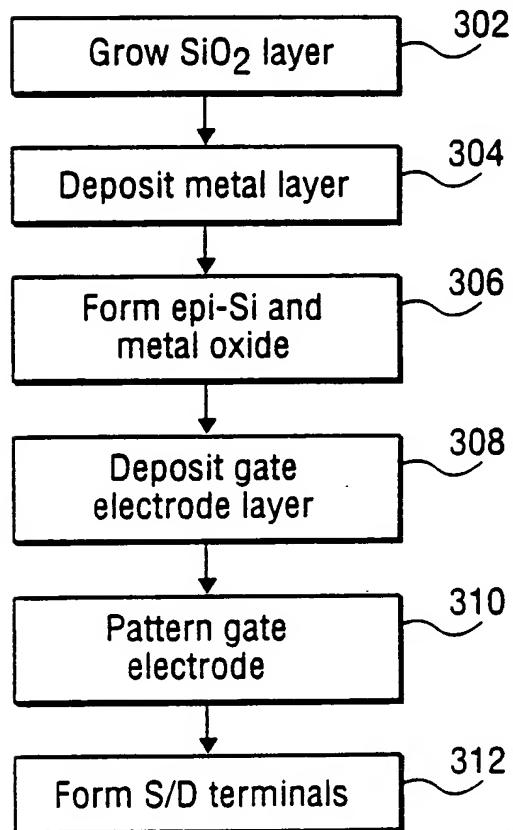 302
Grow SiO2 layer
304
Deposit metal layer
306
Form epi-Si and
metal oxide
308
Deposit gate
electrode layer
310
Pattern gate
electrode
312
Form S/D terminals